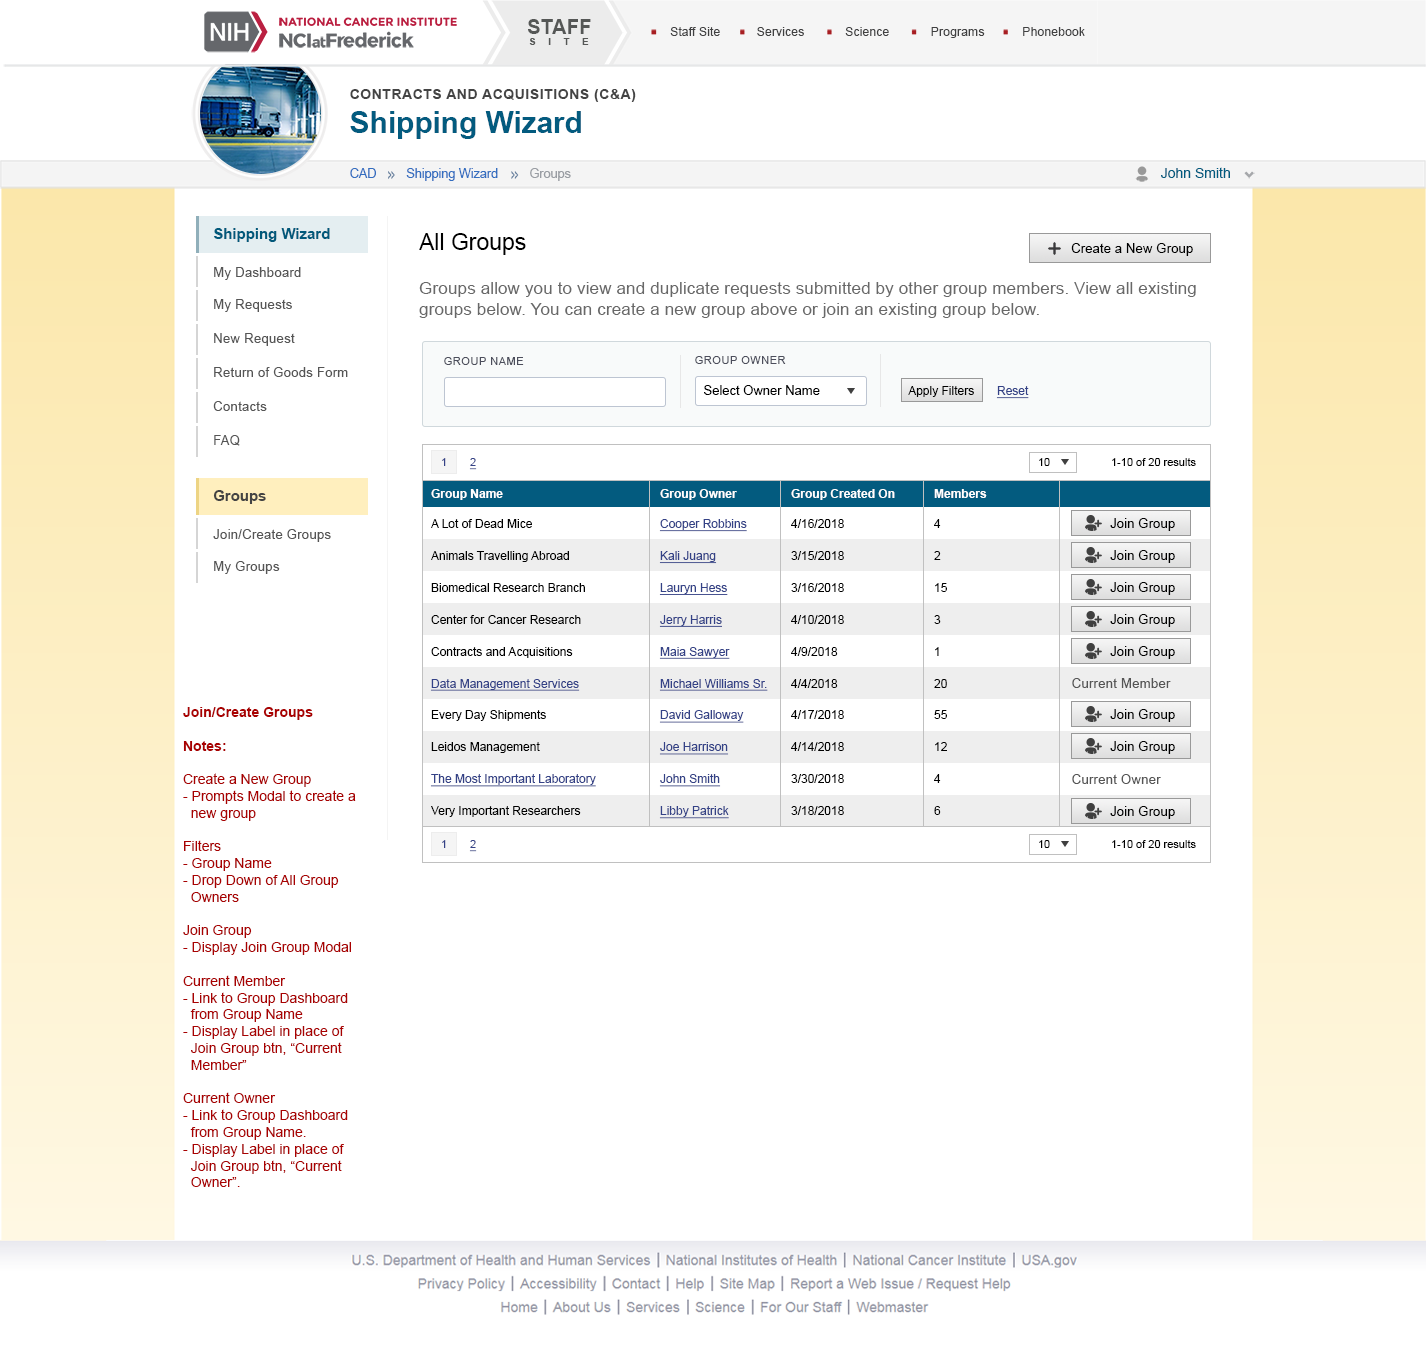 NIH NATIONAL CANCER INSTITUTE
NCIatFrederick
STAFF
SITE
Staff Site
Services
Science
Programs
Phonebook
CONTRACTS AND ACQUISITIONS (C&A)
Shipping Wizard
CAD » Shipping Wizard » Groups
John Smith
Shipping Wizard
My Dashboard
My Requests
New Request
Return of Goods Form
Contacts
FAQ
Groups
Join/Create Groups
My Groups
Join/Create Groups
Notes:
Create a New Group
- Prompts Modal to create a
new group
Filters
- Group Name
- Drop Down of All Group
Owners
Join Group
- Display Join Group Modal
Current Member
- Link to Group Dashboard
from Group Name
- Display Label in place of
Join Group btn, “Current
Member”
Current Owner
- Link to Group Dashboard
from Group Name.
- Display Label in place of
Join Group btn, “Current
Owner”.
All Groups
Create a New Group
Groups allow you to view and duplicate requests submitted by other group members. View all existing
groups below. You can create a new group above or join an existing group below.
GROUP NAME
GROUP OWNER
Select Owner Name
Apply Filters
Reset
1 2 10 1-10 of 20 results
Group Name Group Owner Group Created On Members
A Lot of Dead Mice Cooper Robbins 4/16/2018 4 Join Group
Animals Travelling Abroad Kali Juang 3/15/2018 2 Join Group
Biomedical Research Branch Lauryn Hess 3/16/2018 15 Join Group
Center for Cancer Research Jerry Harris 4/10/2018 3 Join Group
Contracts and Acquisitions Maia Sawyer 4/9/2018 1 Join Group
Data Management Services Michael Williams Sr. 4/4/2018 20 Current Member
Every Day Shipments David Galloway 4/17/2018 55 Join Group
Leidos Management Joe Harrison 4/14/2018 12 Join Group
The Most Important Laboratory John Smith 3/30/2018 4 Current Owner
Very Important Researchers Libby Patrick 3/18/2018 6 Join Group
1 2 10 1-10 of 20 results
U.S. Department of Health and Human Services | National Institutes of Health | National Cancer Institute | USA.gov
Privacy Policy | Accessibility | Contact | Help | Site Map | Report a Web Issue / Request Help
Home | About Us | Services | Science | For Our Staff | Webmaster